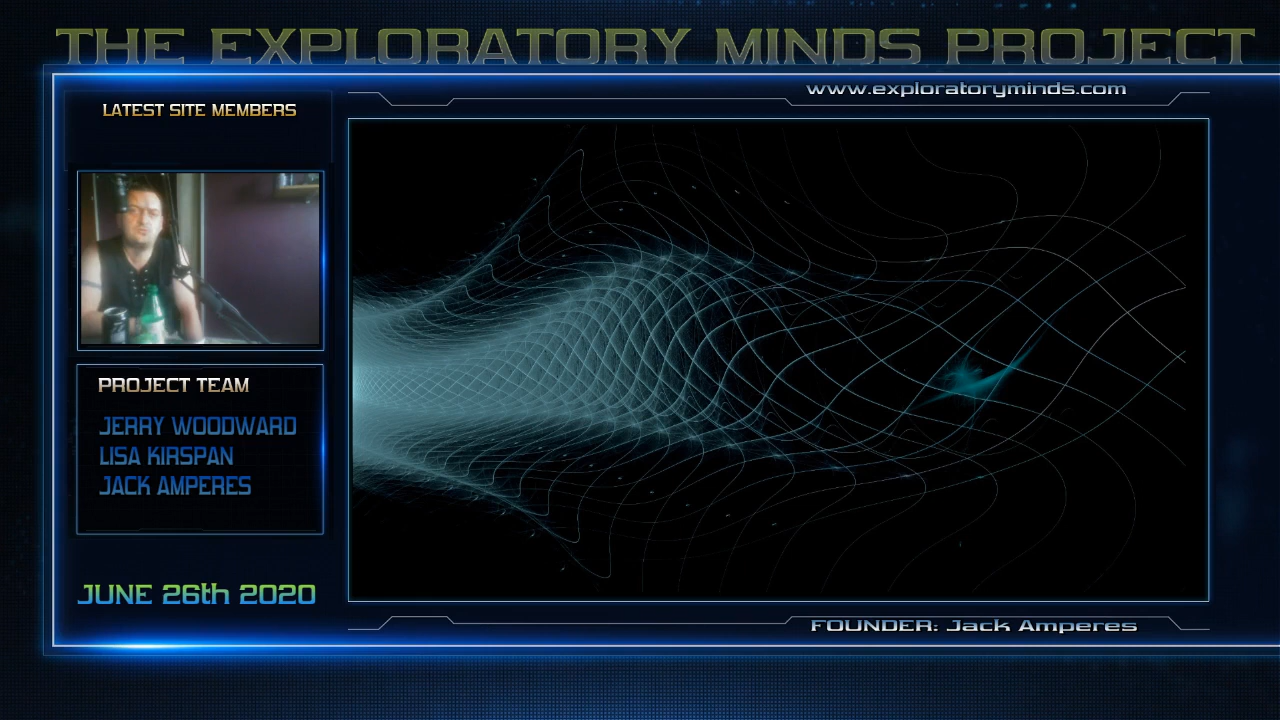 THE EXPLORATORY MINDS PROJECT
www.exploratoryminds.com
LATEST SITE MEMBERS
PROJECT TEAM
JERRY WOODWARD
LISA KIRSPAN
JACK AMPERES
JUNE 26th 2020
FOUNDER: Jack Amperes